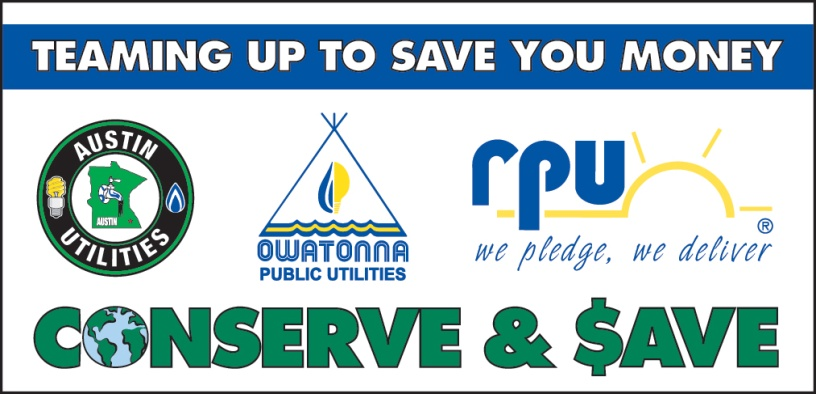 TEAMING UP TO SAVE YOU MONEY
AUSTIN
AUSTIN
UTILITIES
OWATONNA
PUBLIC UTILITIES
rpu
®
we pledge, we deliver
CONSERVE & $AVE